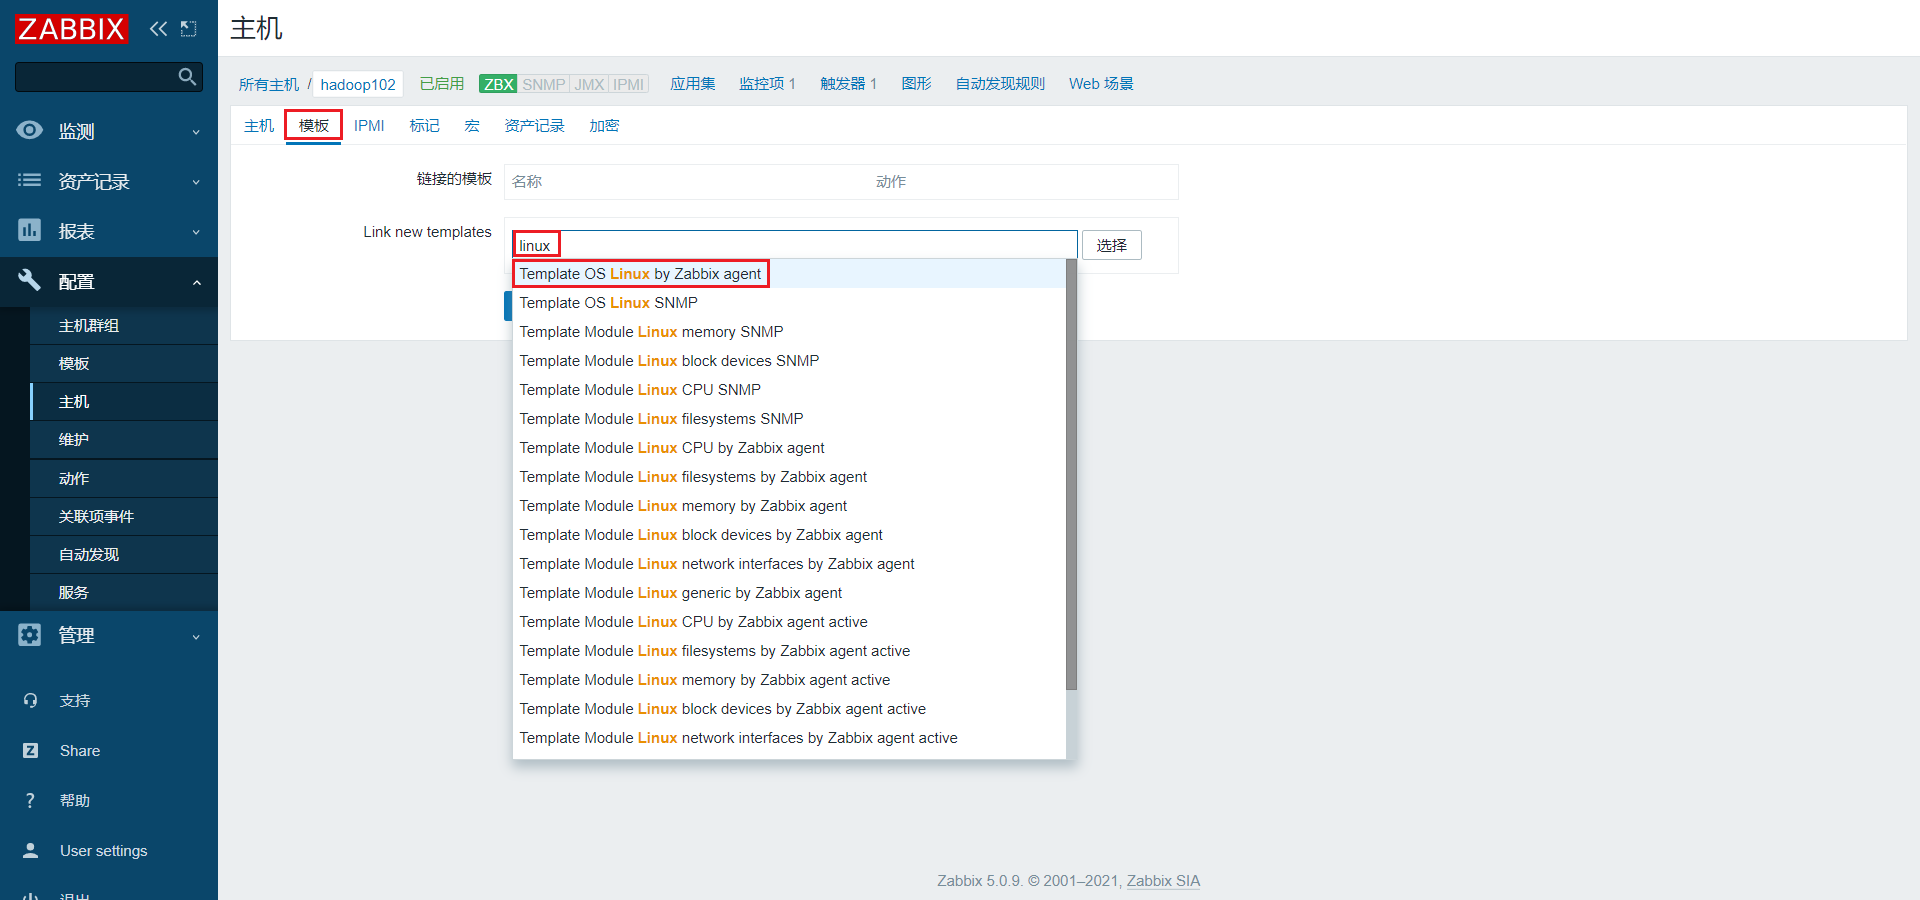 ZABBIX
监测
资产记录
报表
配置
主机群组
模板
主机
维护
动作
关联项事件
自动发现
服务
管理
支持
Share
帮助
User settings
退出
主机
所有主机 / hadoop102 已启用 ZBX SNMP JMX IPMI 应用集 监控项 1 触发器 1 图形 自动发现规则 Web 场景
主机 模板 IPMI 标记 宏 资产记录 加密
链接的模板 名称 动作
Link new templates
linux 选择
Template OS Linux by Zabbix agent
Template OS Linux SNMP
Template Module Linux memory SNMP
Template Module Linux block devices SNMP
Template Module Linux CPU SNMP
Template Module Linux filesystems SNMP
Template Module Linux CPU by Zabbix agent
Template Module Linux filesystems by Zabbix agent
Template Module Linux memory by Zabbix agent
Template Module Linux block devices by Zabbix agent
Template Module Linux network interfaces by Zabbix agent
Template Module Linux generic by Zabbix agent
Template Module Linux CPU by Zabbix agent active
Template Module Linux filesystems by Zabbix agent active
Template Module Linux memory by Zabbix agent active
Template Module Linux block devices by Zabbix agent active
Template Module Linux network interfaces by Zabbix agent active
Zabbix 5.0.9. © 2001–2021, Zabbix SIA